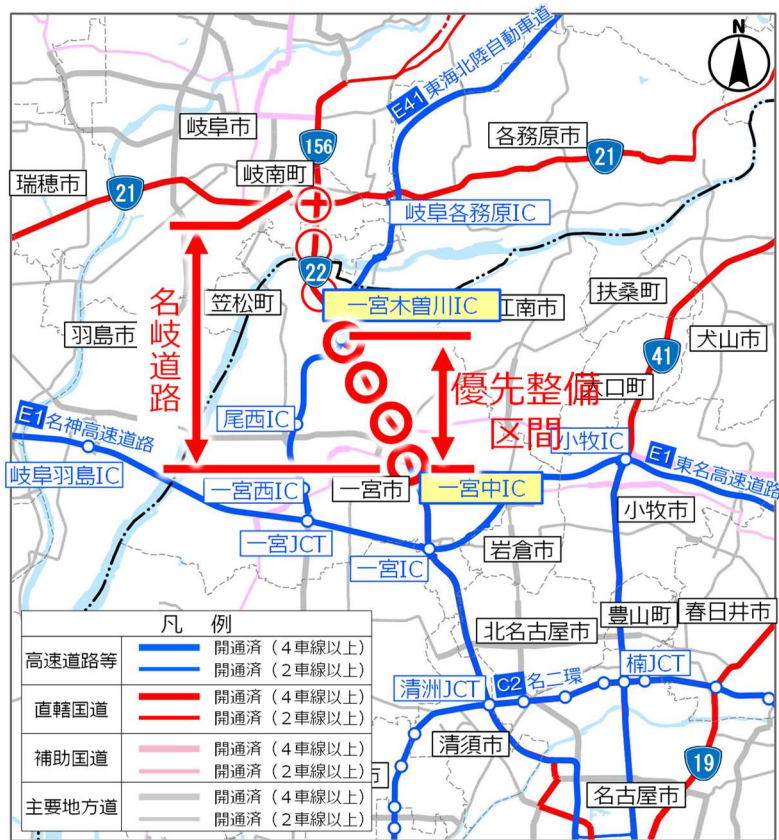 N
E41 東海北陸自動車道
岐阜市
156
各務原市
21
岐南町
瑞穂市
21
岐阜各務原IC
22
笠松町
一宮木曽川IC
江南市
扶桑町
羽島市
名岐道路
犬山市
41
優先整備
区間
大口町
尾西IC
E1 名神高速道路
小牧IC
E1 東名高速道路
岐阜羽島IC
一宮西IC
一宮市
一宮中IC
小牧市
一宮JCT
一宮IC
岩倉市
豊山町
春日井市
北名古屋市
楠JCT
清洲JCT
C2 名二環
清須市
市
19
名古屋市
凡 例
高速道路等
開通済（4車線以上）
開通済（2車線以上）
直轄国道
開通済（4車線以上）
開通済（2車線以上）
補助国道
開通済（4車線以上）
開通済（2車線以上）
主要地方道
開通済（4車線以上）
開通済（2車線以上）